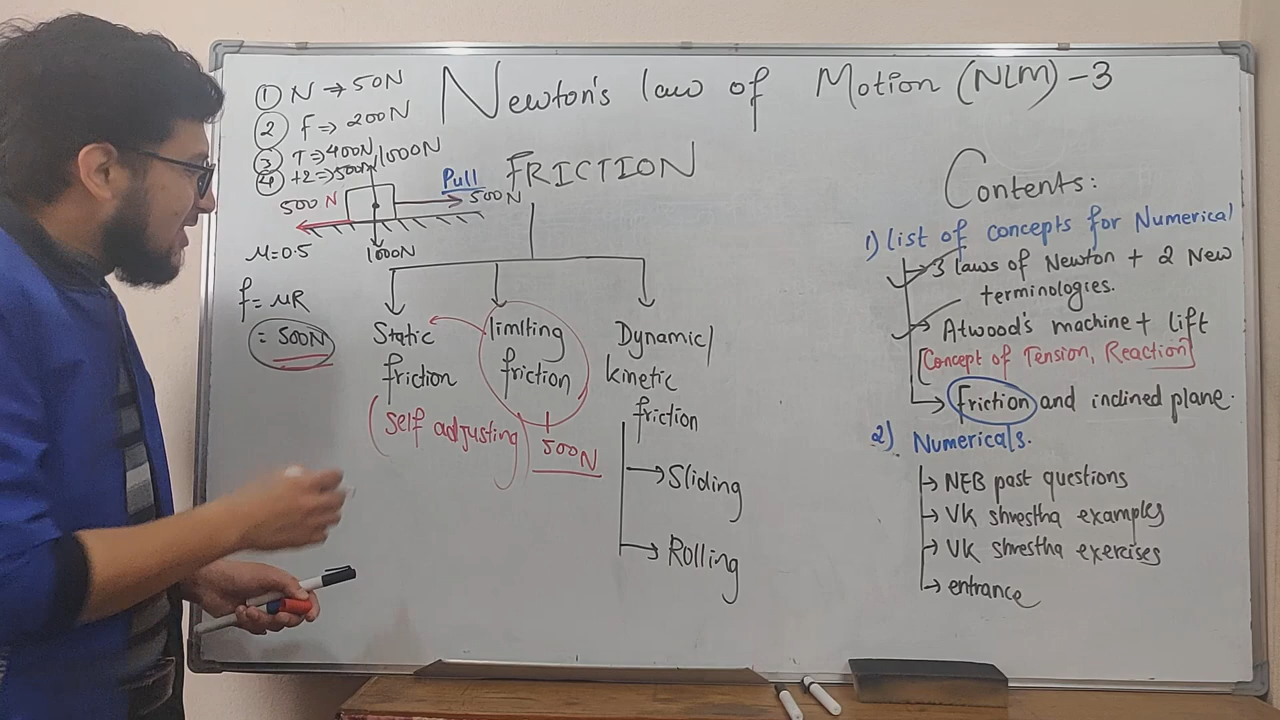 Newton's law of Motion (NLM) - 3
① N → 50N
② f ⇒ 200N
③ T ⇒ 400N
④ +2 ⇒ 500N
1000N
Pull
500N
500N
1000N
μ=0.5
f = μR
= 500N
FRICTION
Static friction
(Self adjusting)
limiting friction
500N
Dynamic/ kinetic friction
→ Sliding
→ Rolling
Contents:
1) list of concepts for Numerical
→ 3 laws of Newton + 2 New
terminologies.
→ Atwood's machine + lift
[Concept of Tension, Reaction]
→ friction and inclined plane.
2) Numericals.
→ NEB past questions
→ VK shrestha examples
→ VK shrestha exercises
→ entrance